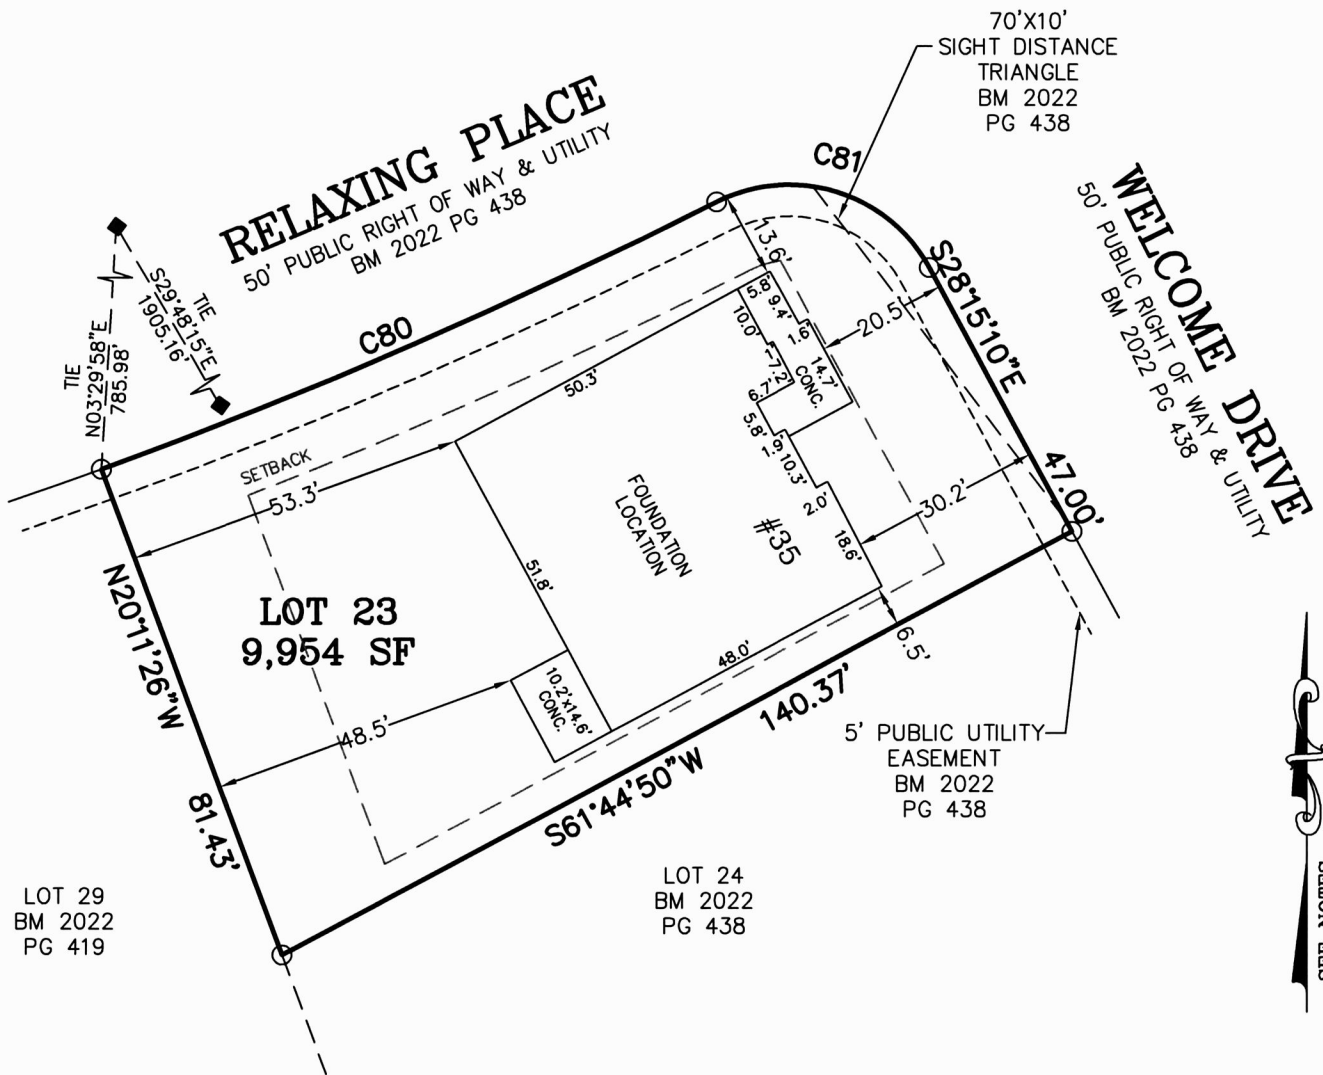 70'X10'
SIGHT DISTANCE
TRIANGLE
BM 2022
PG 438
RELAXING PLACE
50' PUBLIC RIGHT OF WAY & UTILITY
BM 2022 PG 438
C81
WELCOME DRIVE
50' PUBLIC RIGHT OF WAY & UTILITY
BM 2022 PG 438
TIE
S29°48'15"E
1905.16'
TIE
N03°29'58"E
785.98'
C80
13.6'
S28°15'10"E
47.00'
5.8'
9.4'
1.6'
20.5'
10.0'
7.2'
14.7'
CONC.
6.7'
5.8'
1.9'
10.3'
2.0'
50.3'
SETBACK
53.3'
30.2'
18.6'
FOUNDATION
LOCATION
#35
51.8'
N20°11'26"W
81.43'
LOT 23
9,954 SF
48.0'
6.5'
10.2'x14.6'
CONC.
48.5'
S61°44'50"W
140.37'
5' PUBLIC UTILITY
EASEMENT
BM 2022
PG 438
LOT 29
BM 2022
PG 419
LOT 24
BM 2022
PG 438